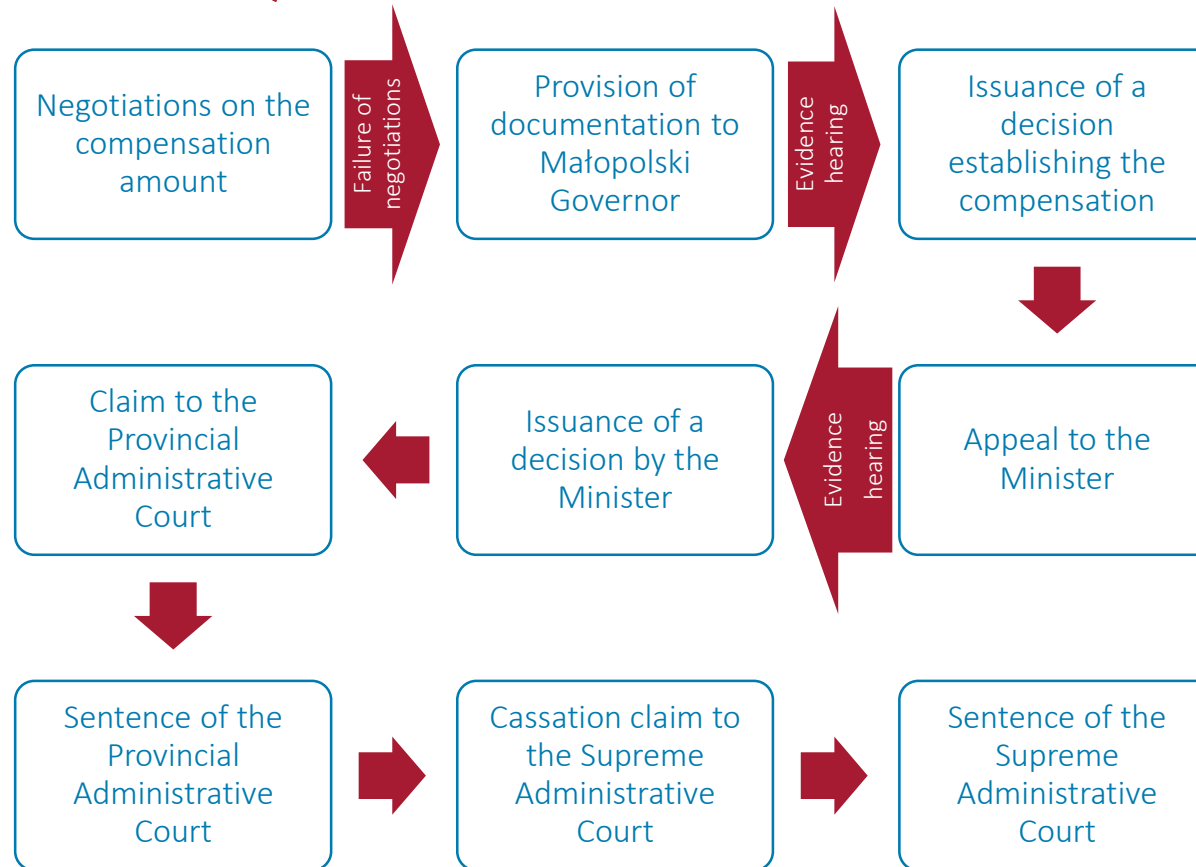 Negotiations on the
compensation
amount
Failure of
negotiations
Provision of
documentation to
Małopolski
Governor
Evidence
hearing
Issuance of a
decision
establishing the
compensation
Appeal to the
Minister
Evidence
hearing
Issuance of a
decision by the
Minister
Claim to the
Provincial
Administrative
Court
Sentence of the
Provincial
Administrative
Court
Cassation claim to
the Supreme
Administrative
Court
Sentence of the
Supreme
Administrative
Court